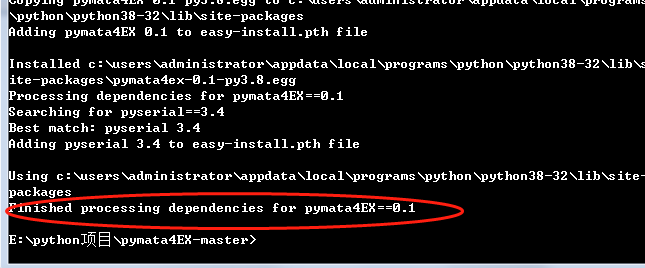 Copying pymata4EX 0.1-py3.8.egg to c:\users\administrator\appdata\local\programs
\python\python38-32\lib\site-packages
Adding pymata4EX 0.1 to easy-install.pth file
Installed c:\users\administrator\appdata\local\programs\python\python38-32\lib\s
ite-packages\pymata4ex-0.1-py3.8.egg
Processing dependencies for pymata4EX==0.1
Searching for pyserial==3.4
Best match: pyserial 3.4
Adding pyserial 3.4 to easy-install.pth file
Using c:\users\administrator\appdata\local\programs\python\python38-32\lib\site-
packages
Finished processing dependencies for pymata4EX==0.1
E:\python项目\pymata4EX-master>